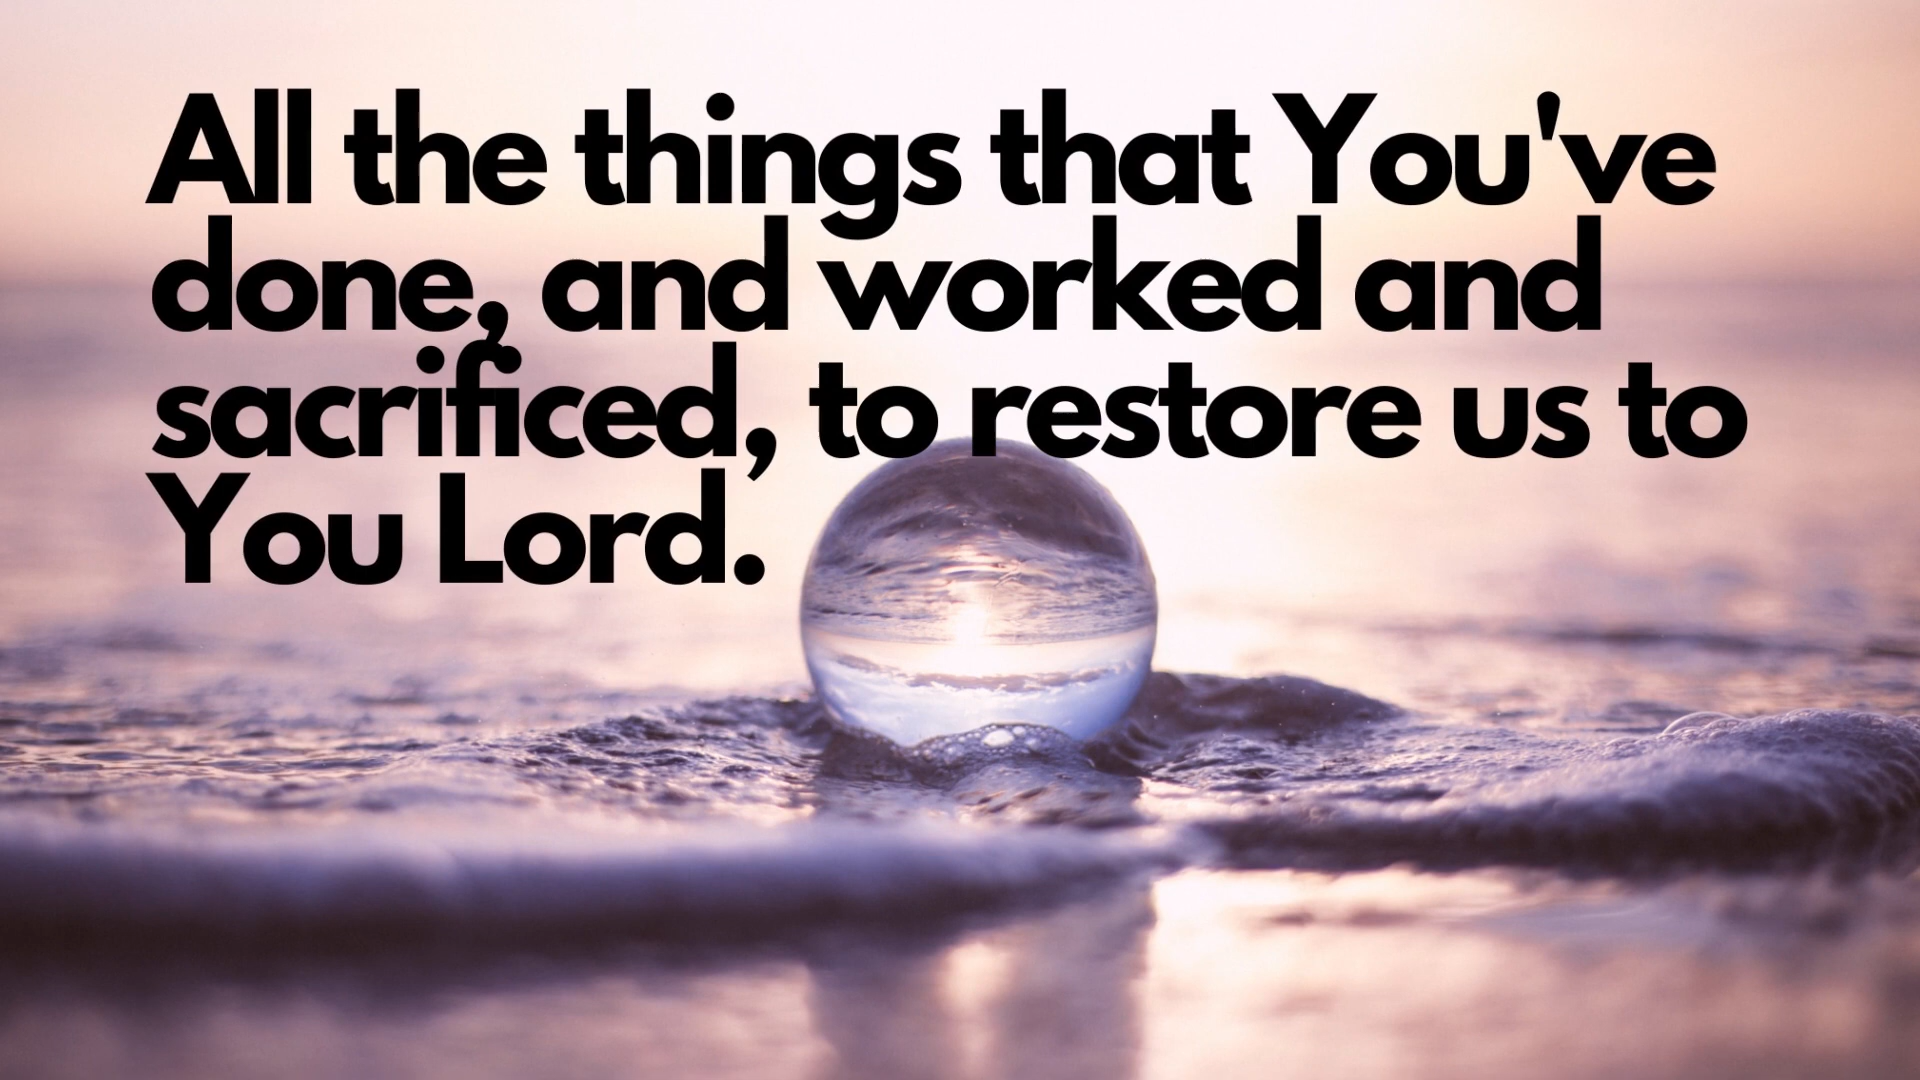 All the things that You've
done, and worked and
sacrificed, to restore us to
You Lord.